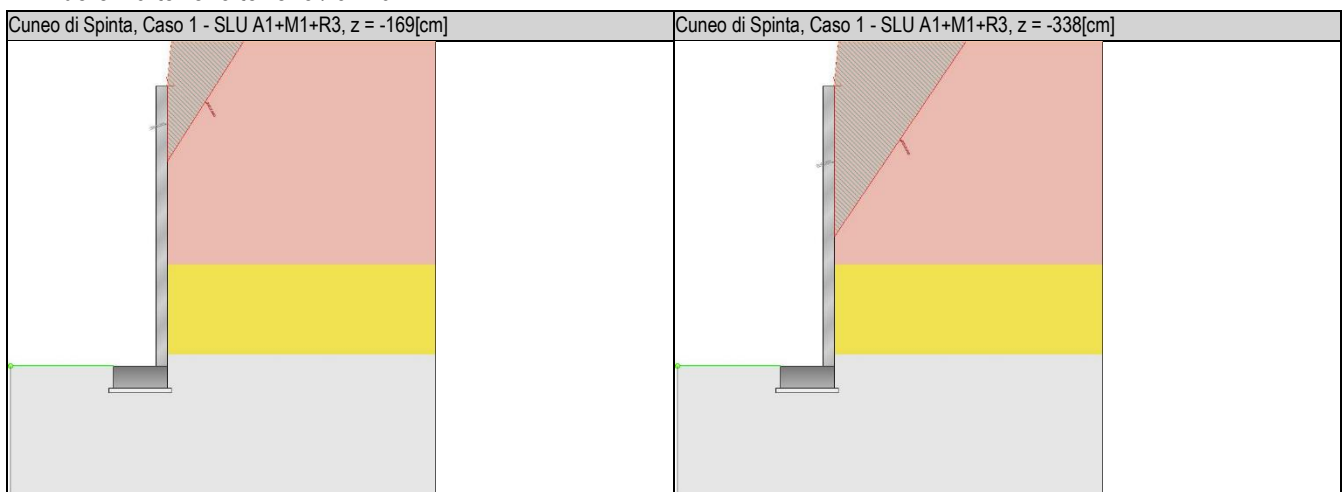 Cuneo di Spinta, Caso 1 - SLU A1+M1+R3, z = -169[cm]
Cuneo di Spinta, Caso 1 - SLU A1+M1+R3, z = -338[cm]